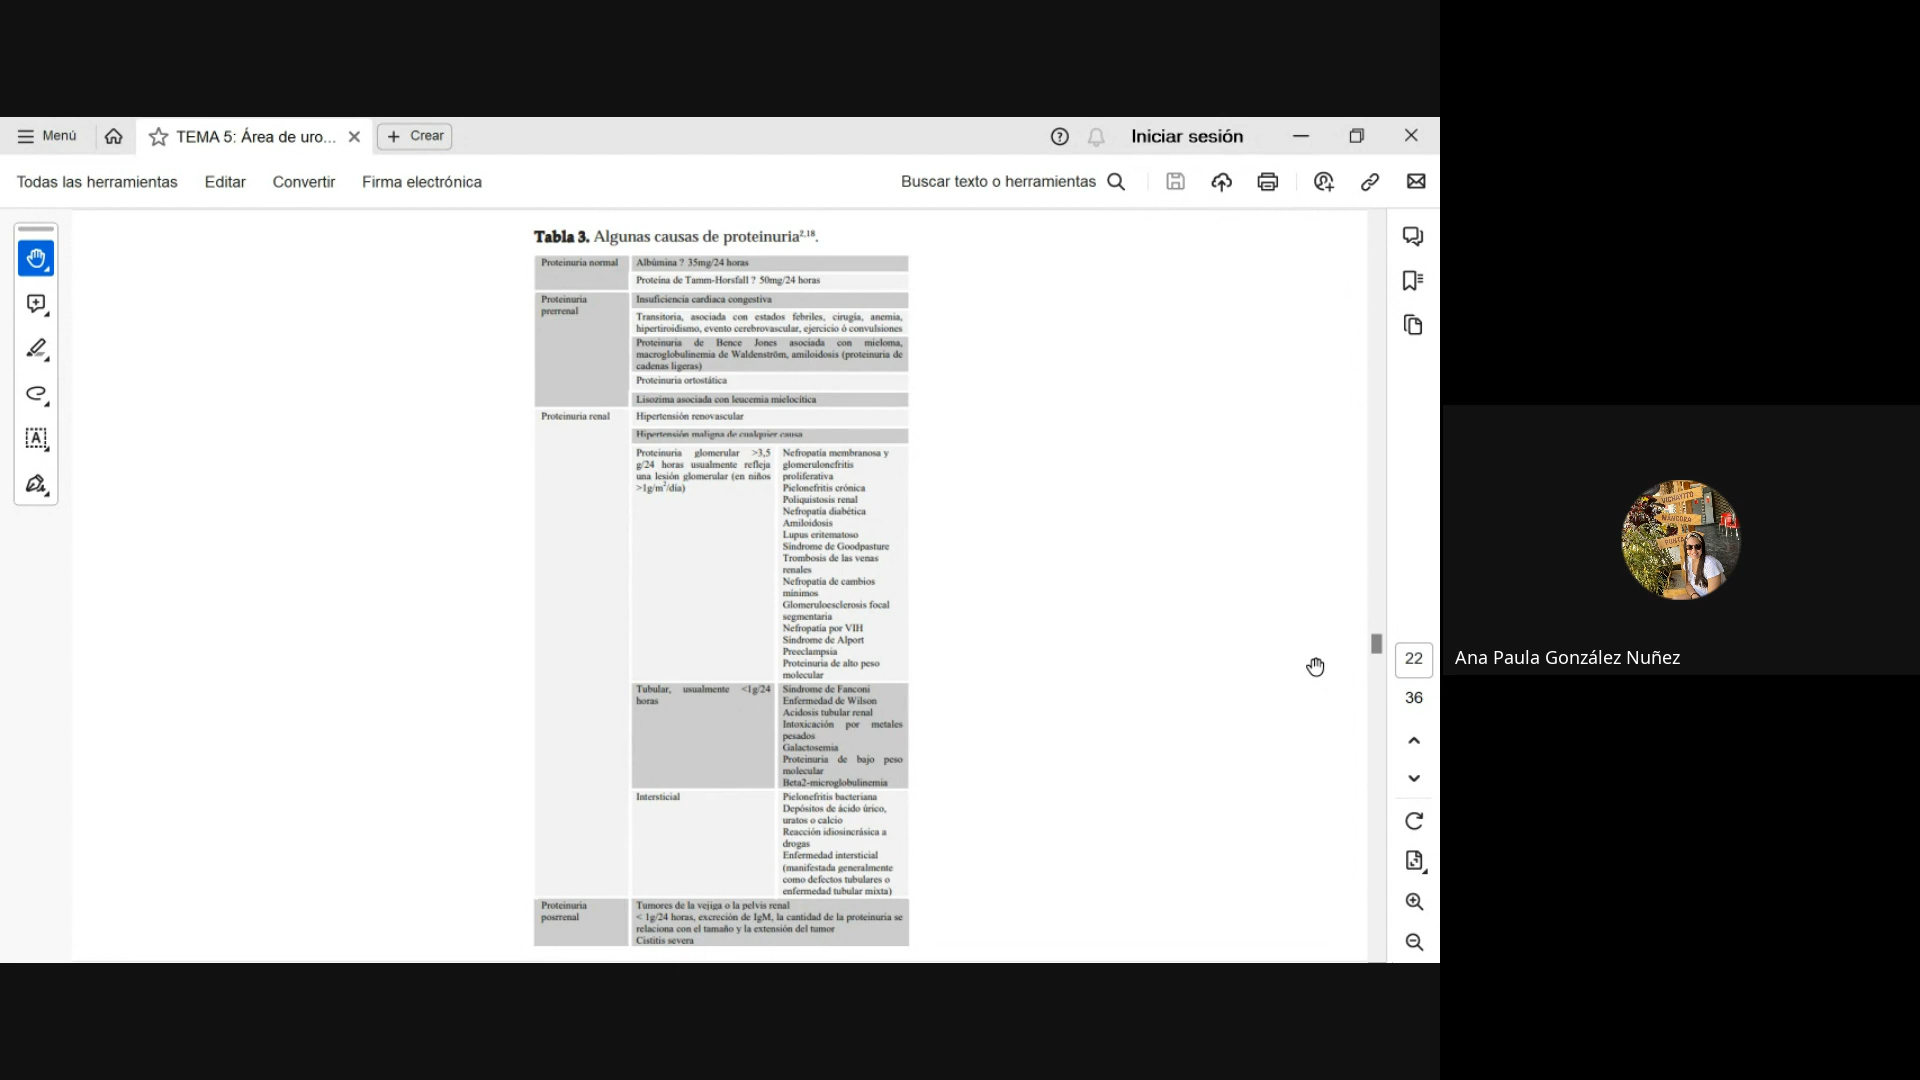 Menú
TEMA 5: Área de uro...
Crear
Iniciar sesión
Todas las herramientas
Editar
Convertir
Firma electrónica
Buscar texto o herramientas
Tabla 3. Algunas causas de proteinuria2,18.
Proteinuria normal
Albúmina ? 35mg/24 horas
Proteína de Tamm-Horsfall ? 50mg/24 horas
Proteinuria
prerrenal
Insuficiencia cardiaca congestiva
Transitoria, asociada con estados febriles, cirugía, anemia,
hipertiroidismo, evento cerebrovascular, ejercicio ó convulsiones
Proteinuria de Bence Jones asociada con mieloma,
macroglobulinemia de Waldenström, amiloidosis (proteinuria de
cadenas ligeras)
Proteinuria ortostática
Lisozima asociada con leucemia mielocítica
Proteinuria renal
Hipertensión renovascular
Hipertensión maligna de cualquier causa
Proteinuria glomerular >3,5
g/24 horas usualmente refleja
una lesión glomerular (en niños
>1g/m2/día)
Nefropatía membranosa y
glomerulonefritis
proliferativa
Pielonefritis crónica
Poliquistosis renal
Nefropatía diabética
Amiloidosis
Lupus eritematoso
Síndrome de Goodpasture
Trombosis de las venas
renales
Nefropatía de cambios
mínimos
Glomeruloesclerosis focal
segmentaria
Nefropatía por VIH
Síndrome de Alport
Preeclampsia
Proteinuria de alto peso
molecular
Tubular, usualmente <1g/24
horas
Síndrome de Fanconi
Enfermedad de Wilson
Acidosis tubular renal
Intoxicación por metales
pesados
Galactosemia
Proteinuria de bajo peso
molecular
Beta2-microglobulinemia
Intersticial
Pielonefritis bacteriana
Depósitos de ácido úrico,
uratos o calcio
Reacción idiosincrásica a
drogas
Enfermedad intersticial
(manifestada generalmente
como defectos tubulares o
enfermedad tubular mixta)
Proteinuria
posrrenal
Tumores de la vejiga o la pelvis renal
< 1g/24 horas, excreción de IgM, la cantidad de la proteinuria se
relaciona con el tamaño y la extensión del tumor
Cistitis severa
22
36
Ana Paula González Nuñez
VICHAYITO
MÁNCORA
PUNTA